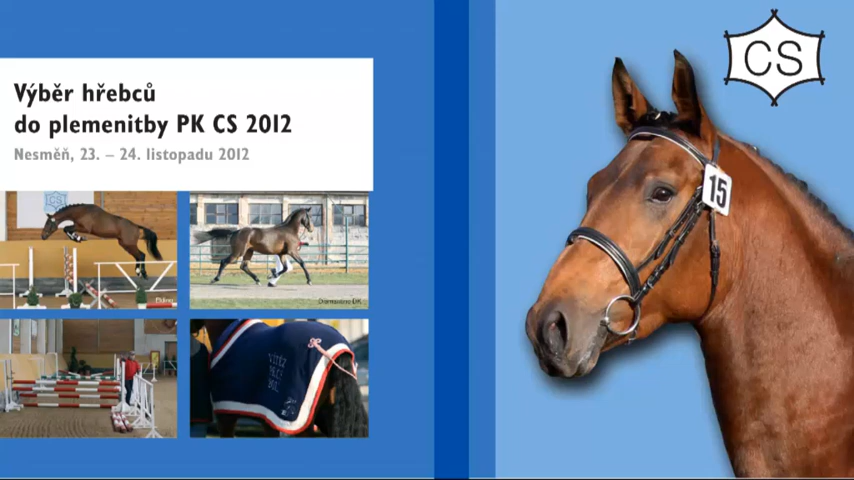 Výběr hřebců
do plemenitby PK CS 2012
Nesměň, 23. – 24. listopadu 2012
CS
15